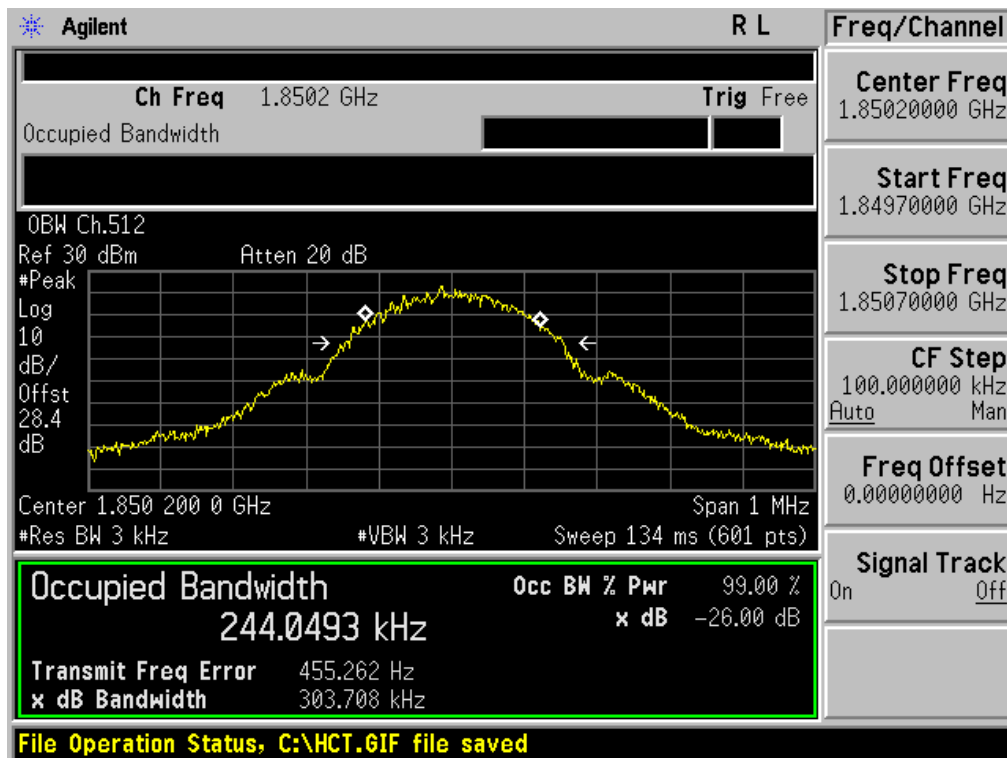 Agilent R L
Ch Freq 1.8502 GHz Trig Free
Occupied Bandwidth
OBW Ch.512
Ref 30 dBm Atten 20 dB
#Peak
Log
10
dB/
Offst
28.4
dB
Center 1.850 200 0 GHz Span 1 MHz
#Res BW 3 kHz #VBW 3 kHz Sweep 134 ms (601 pts)
Occupied Bandwidth Occ BW % Pwr 99.00 %
244.0493 kHz x dB -26.00 dB
Transmit Freq Error 455.262 Hz
x dB Bandwidth 303.708 kHz
File Operation Status, C:\HCT.GIF file saved
Freq/Channel
Center Freq
1.85020000 GHz
Start Freq
1.84970000 GHz
Stop Freq
1.85070000 GHz
CF Step
100.000000 kHz
Auto Man
Freq Offset
0.00000000 Hz
Signal Track
On Off